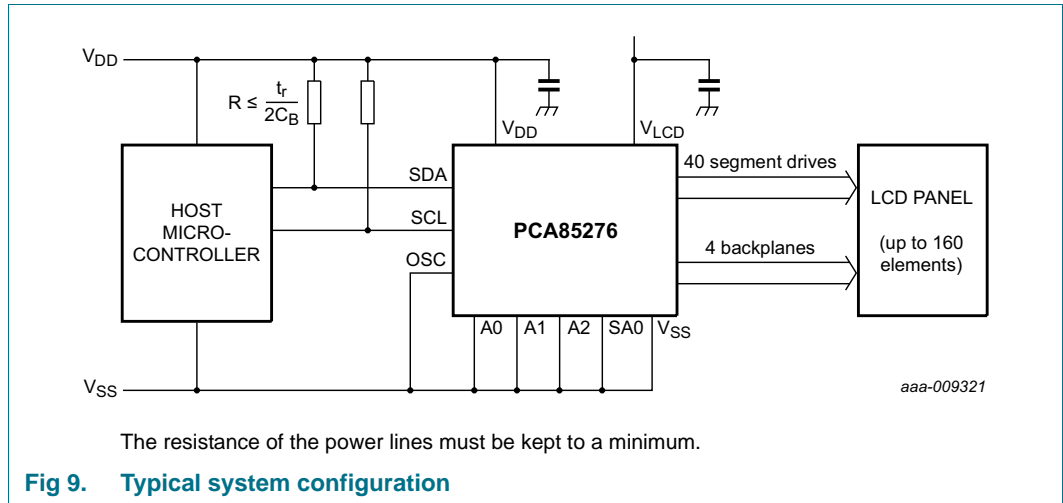 VDD
R ≤ tr
2CB
VDD
VLCD
HOST
MICRO-
CONTROLLER
SDA
SCL
OSC
PCA85276
40 segment drives
4 backplanes
LCD PANEL
(up to 160
elements)
A0 A1 A2 SA0 VSS
VSS
aaa-009321
The resistance of the power lines must be kept to a minimum.
Fig 9. Typical system configuration